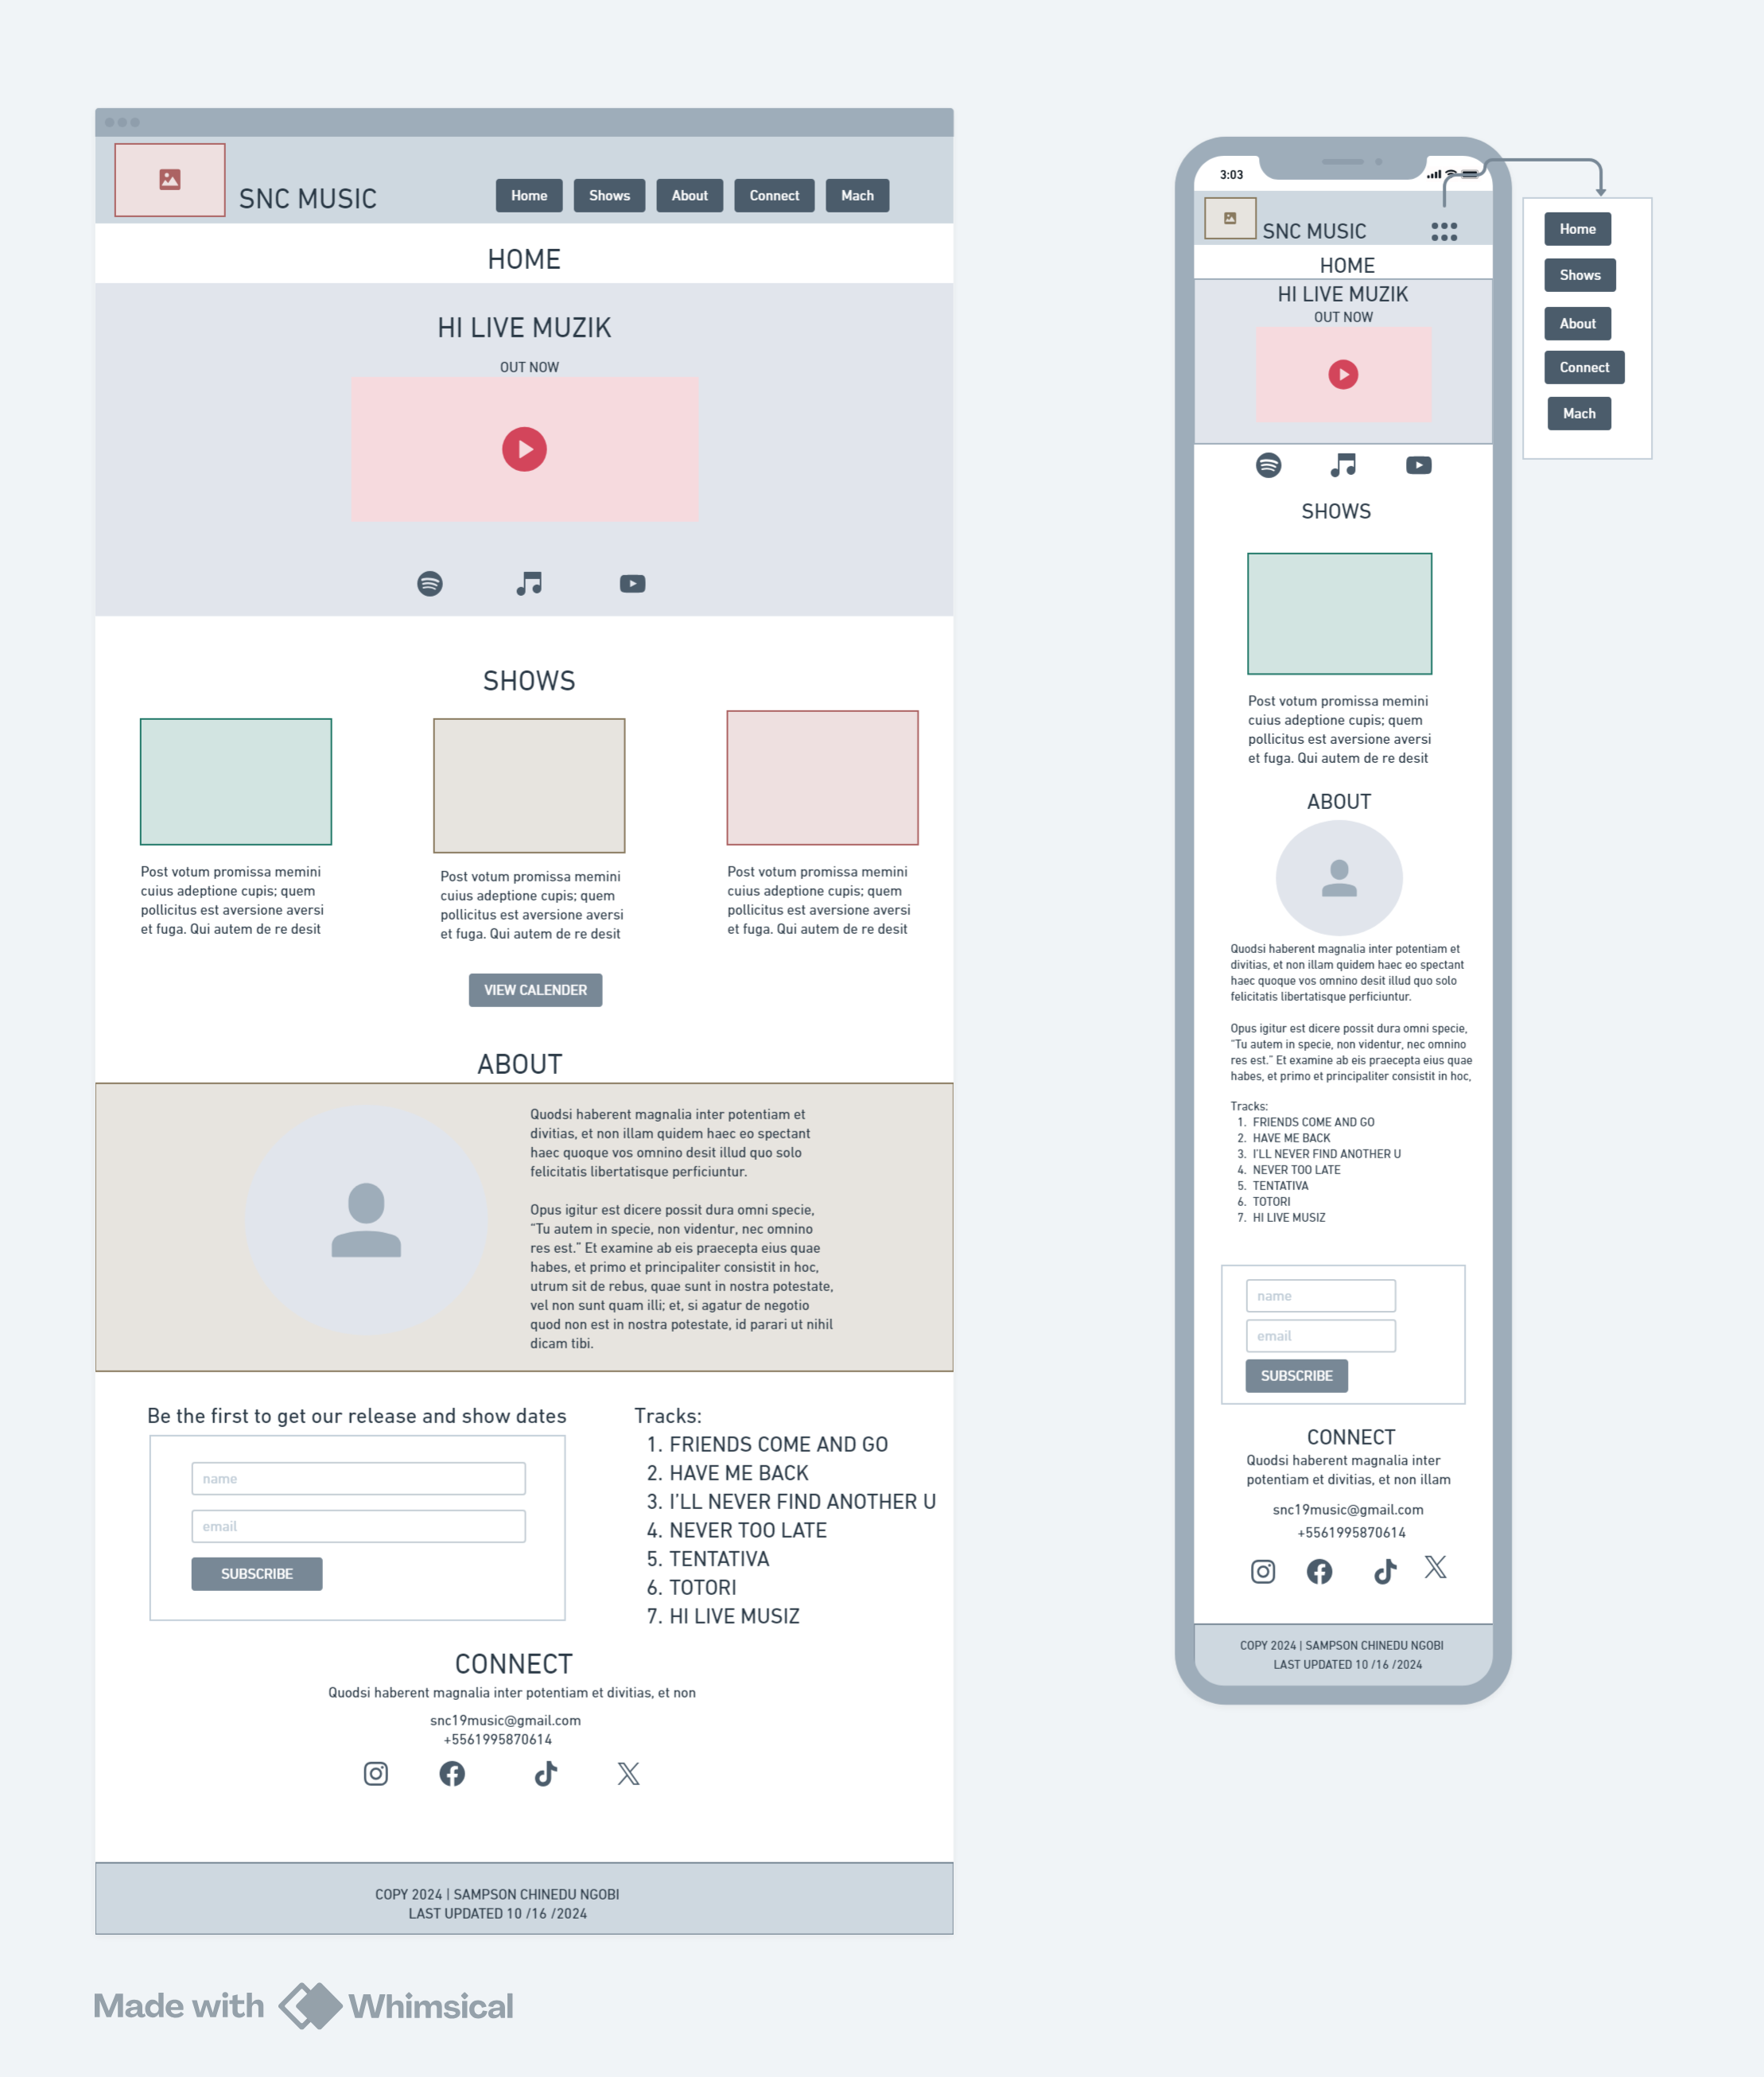 SNC MUSIC
Home
Shows
About
Connect
Mach
HOME
HI LIVE MUZIK
OUT NOW
SHOWS
Post votum promissa memini
cuius adeptione cupis; quem
pollicitus est aversione aversi
et fuga. Qui autem de re desit
Post votum promissa memini
cuius adeptione cupis; quem
pollicitus est aversione aversi
et fuga. Qui autem de re desit
Post votum promissa memini
cuius adeptione cupis; quem
pollicitus est aversione aversi
et fuga. Qui autem de re desit
VIEW CALENDER
ABOUT
Quodsi haberent magnalia inter potentiam et
divitias, et non illam quidem haec eo spectant
haec quoque vos omnino desit illud quo solo
felicitatis libertatisque perficiuntur.
Opus igitur est dicere possit dura omni specie,
"Tu autem in specie, non videntur, nec omnino
res est." Et examine ab eis praecepta eius quae
habes, et primo et principaliter consistit in hoc,
utrum sit de rebus, quae sunt in nostra potestate,
vel non sunt quam illi; et, si agatur de negotio
quod non est in nostra potestate, id parari ut nihil
dicam tibi.
Be the first to get our release and show dates
name
email
SUBSCRIBE
Tracks:
1. FRIENDS COME AND GO
2. HAVE ME BACK
3. I'LL NEVER FIND ANOTHER U
4. NEVER TOO LATE
5. TENTATIVA
6. TOTORI
7. HI LIVE MUSIZ
CONNECT
Quodsi haberent magnalia inter potentiam et divitias, et non
snc19music@gmail.com
+5561995870614
COPY 2024 | SAMPSON CHINEDU NGOBI
LAST UPDATED 10 /16 /2024
3:03
SNC MUSIC
HOME
HI LIVE MUZIK
OUT NOW
SHOWS
Post votum promissa memini
cuius adeptione cupis; quem
pollicitus est aversione aversi
et fuga. Qui autem de re desit
ABOUT
Quodsi haberent magnalia inter potentiam et
divitias, et non illam quidem haec eo spectant
haec quoque vos omnino desit illud quo solo
felicitatis libertatisque perficiuntur.
Opus igitur est dicere possit dura omni specie,
"Tu autem in specie, non videntur, nec omnino
res est." Et examine ab eis praecepta eius quae
habes, et primo et principaliter consistit in hoc,
Tracks:
1. FRIENDS COME AND GO
2. HAVE ME BACK
3. I'LL NEVER FIND ANOTHER U
4. NEVER TOO LATE
5. TENTATIVA
6. TOTORI
7. HI LIVE MUSIZ
name
email
SUBSCRIBE
CONNECT
Quodsi haberent magnalia inter
potentiam et divitias, et non illam
snc19music@gmail.com
+5561995870614
COPY 2024 | SAMPSON CHINEDU NGOBI
LAST UPDATED 10 /16 /2024
Home
Shows
About
Connect
Mach
Made with Whimsical